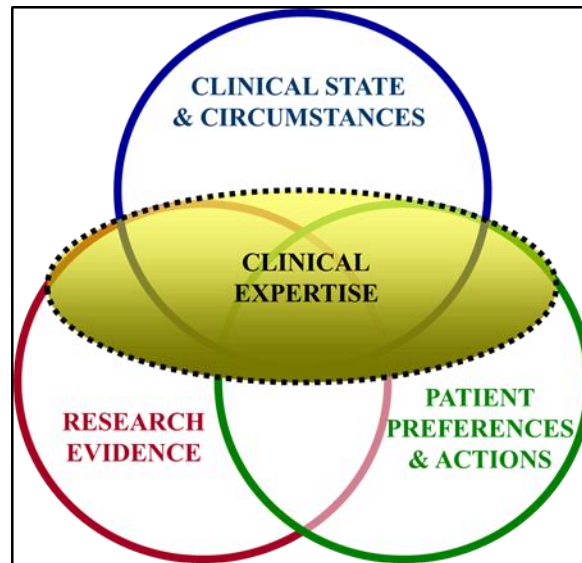 CLINICAL STATE
& CIRCUMSTANCES
CLINICAL
EXPERTISE
RESEARCH
EVIDENCE
PATIENT
PREFERENCES
& ACTIONS